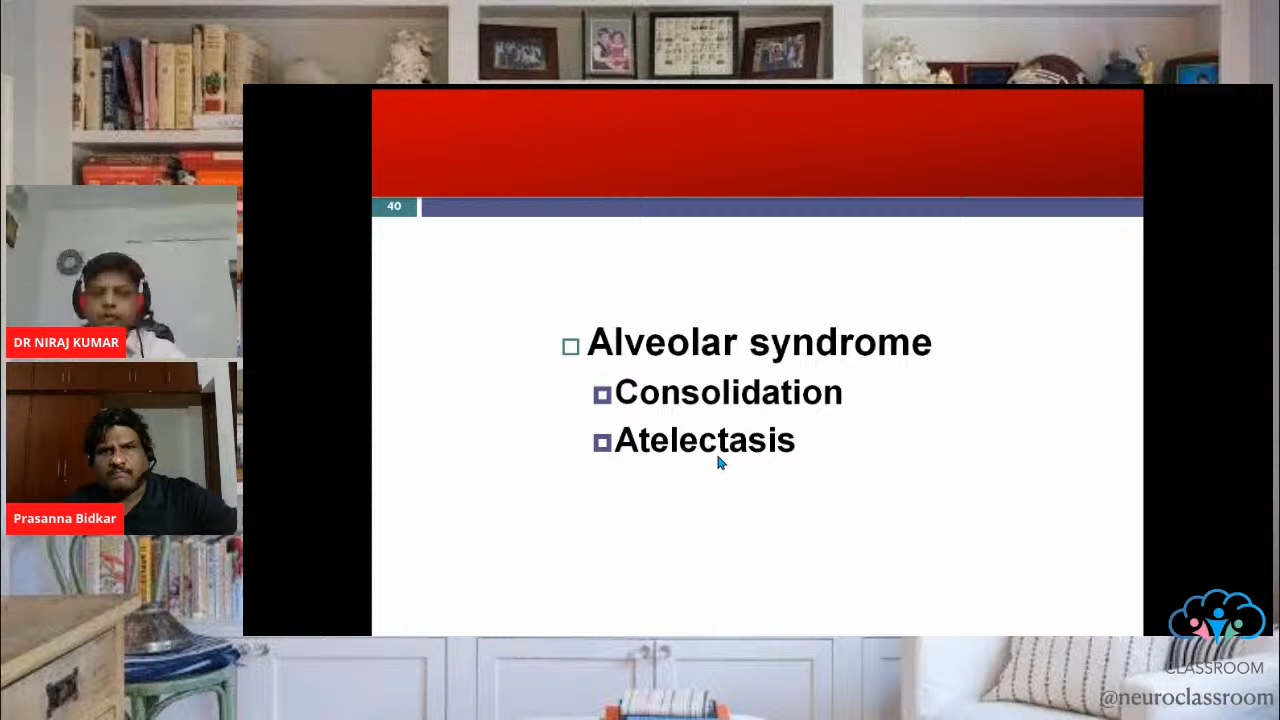 40
Alveolar syndrome
Consolidation
Atelectasis
DR NIRAJ KUMAR
Prasanna Bidkar
CLASSROOM
@neuroclassroom